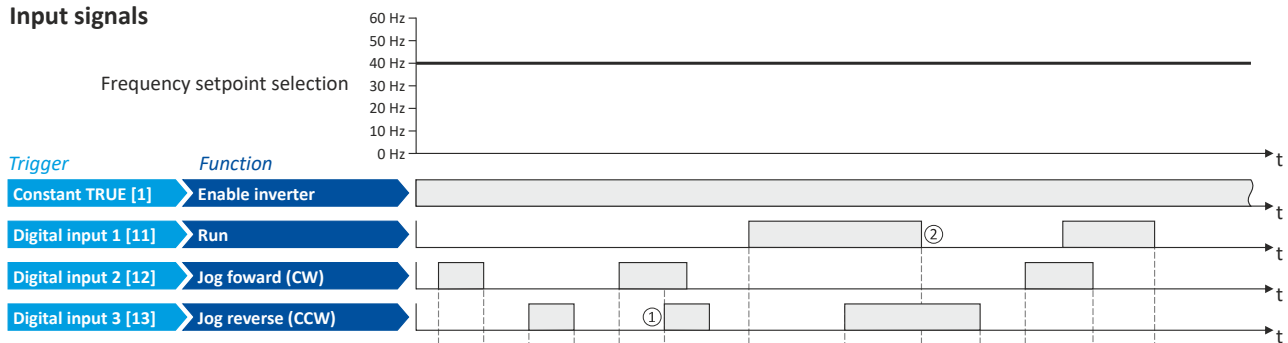 Input signals
60 Hz
50 Hz
40 Hz
Frequency setpoint selection
30 Hz
20 Hz
10 Hz
0 Hz
t
Trigger Function
Constant TRUE [1] Enable inverter
t
Digital input 1 [11] Run ②
t
Digital input 2 [12] Jog foward (CW)
t
Digital input 3 [13] Jog reverse (CCW) ①
t